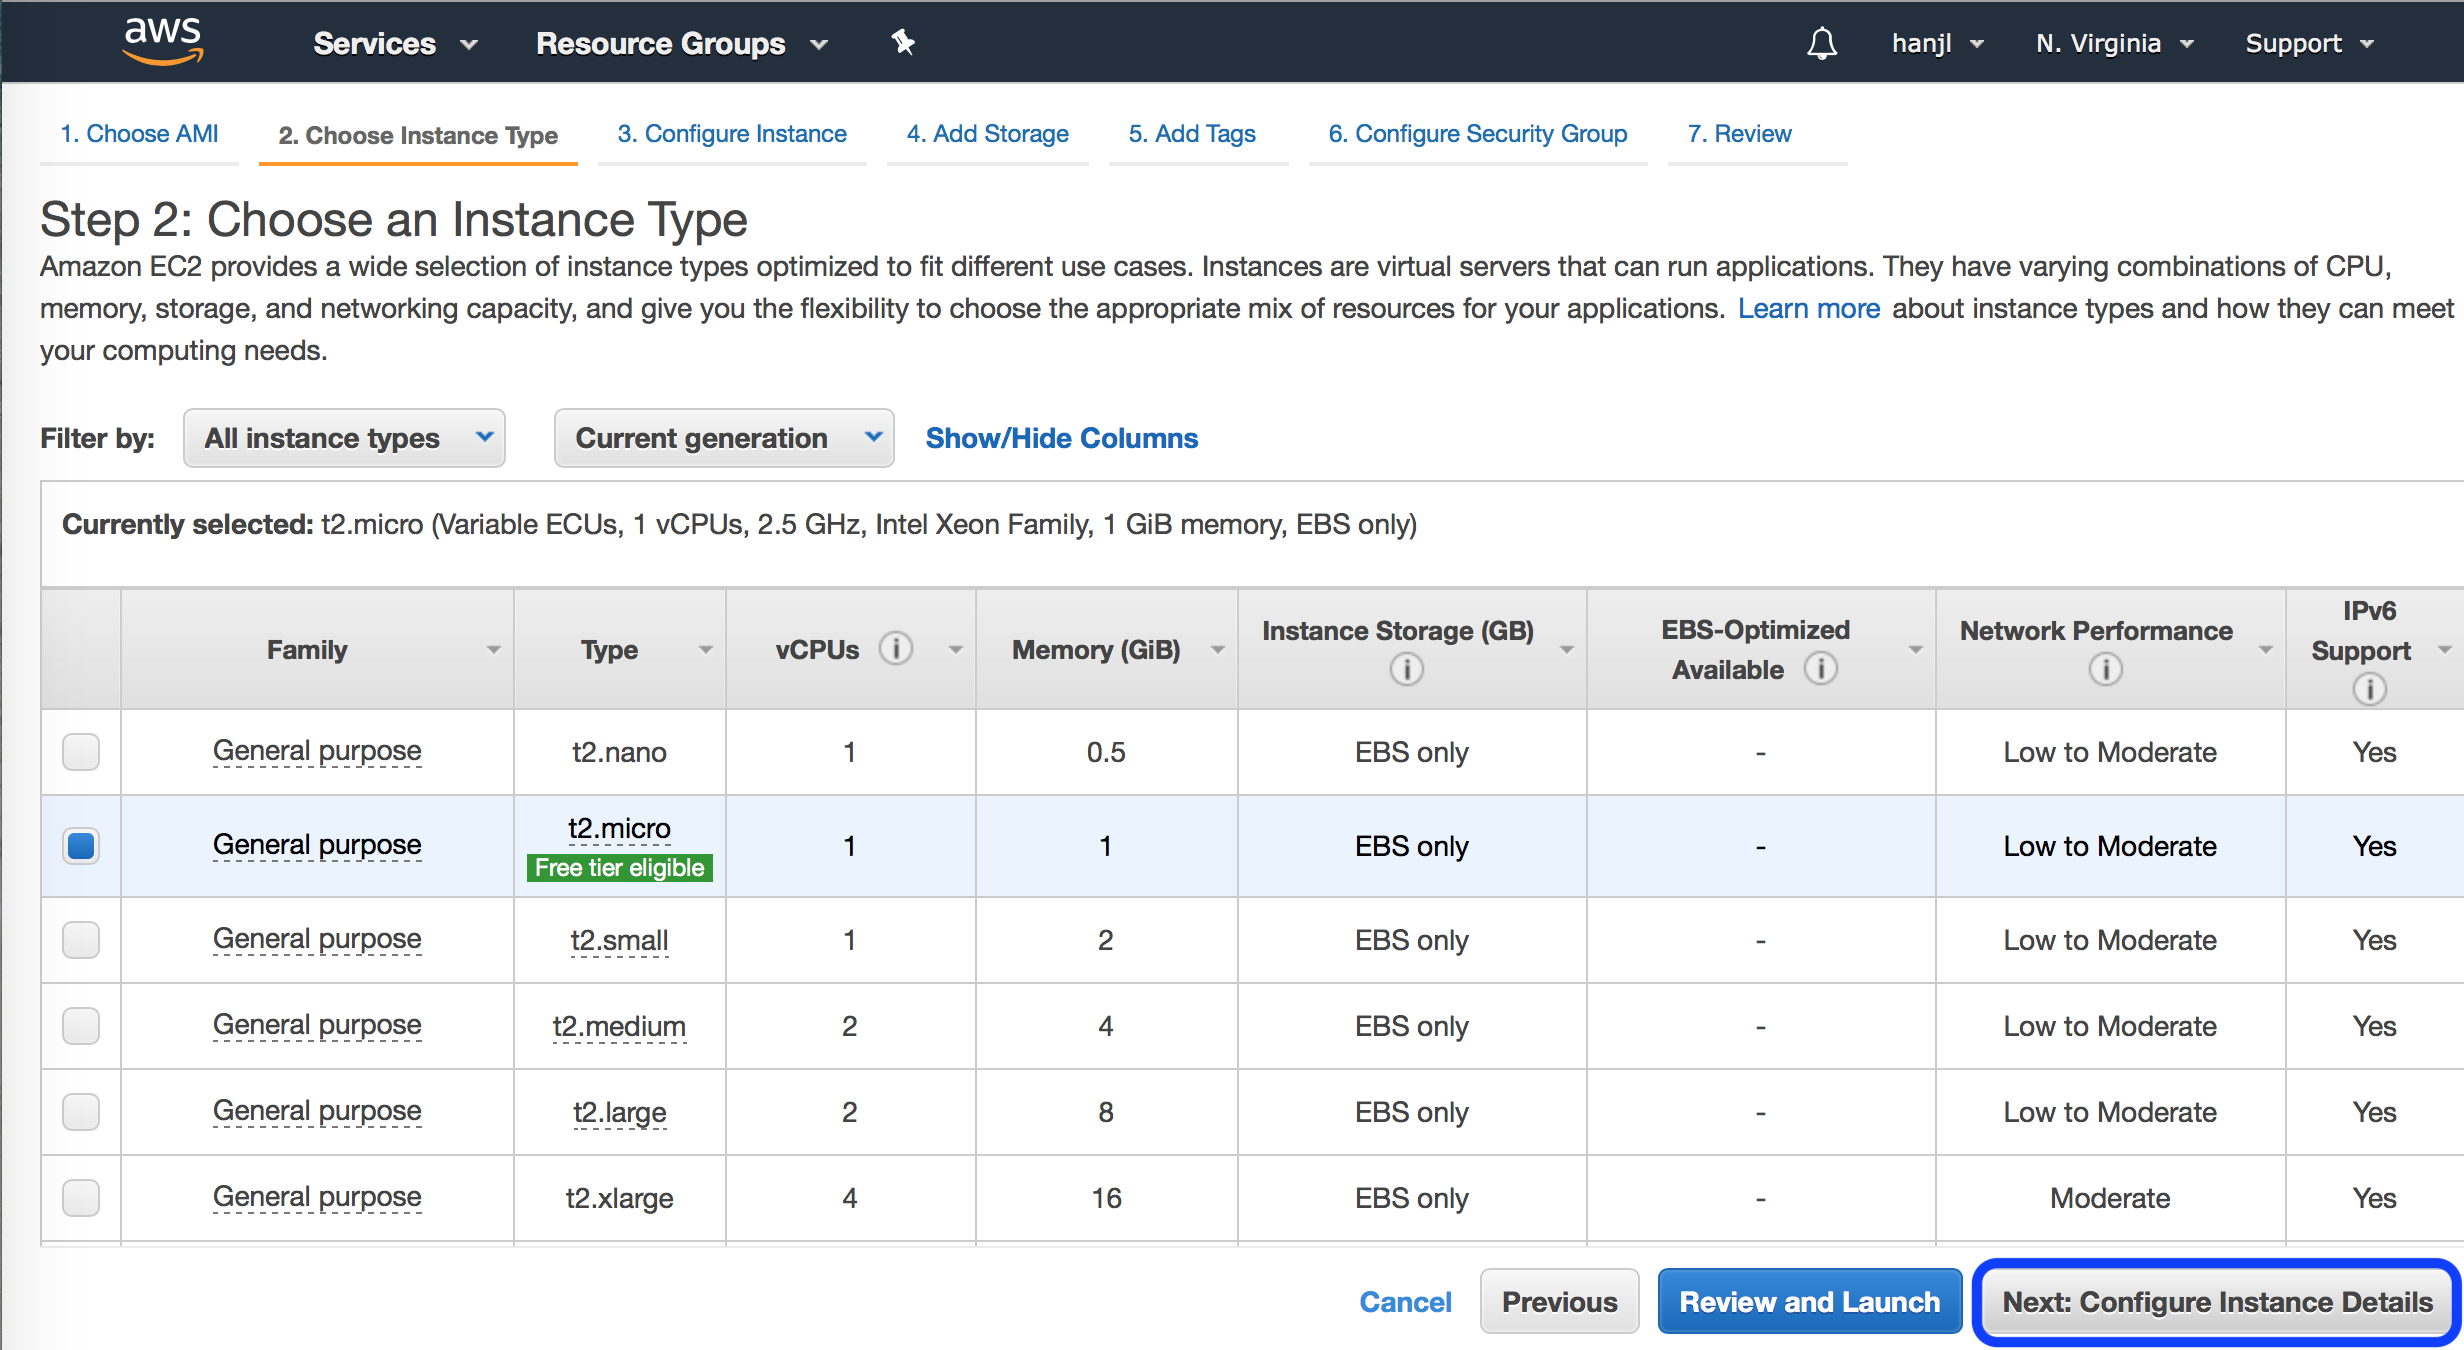 aws Services Resource Groups hanjl N. Virginia Support
1. Choose AMI 2. Choose Instance Type 3. Configure Instance 4. Add Storage 5. Add Tags 6. Configure Security Group 7. Review
Step 2: Choose an Instance Type
Amazon EC2 provides a wide selection of instance types optimized to fit different use cases. Instances are virtual servers that can run applications. They have varying combinations of CPU,
memory, storage, and networking capacity, and give you the flexibility to choose the appropriate mix of resources for your applications. Learn more about instance types and how they can meet
your computing needs.
Filter by: All instance types Current generation Show/Hide Columns
Currently selected: t2.micro (Variable ECUs, 1 vCPUs, 2.5 GHz, Intel Xeon Family, 1 GiB memory, EBS only)
Family Type vCPUs i Memory (GiB) Instance Storage (GB) i EBS-Optimized Available i Network Performance i IPv6 Support i
General purpose t2.nano 1 0.5 EBS only - Low to Moderate Yes
General purpose t2.micro Free tier eligible 1 1 EBS only - Low to Moderate Yes
General purpose t2.small 1 2 EBS only - Low to Moderate Yes
General purpose t2.medium 2 4 EBS only - Low to Moderate Yes
General purpose t2.large 2 8 EBS only - Low to Moderate Yes
General purpose t2.xlarge 4 16 EBS only - Moderate Yes
Cancel Previous Review and Launch Next: Configure Instance Details